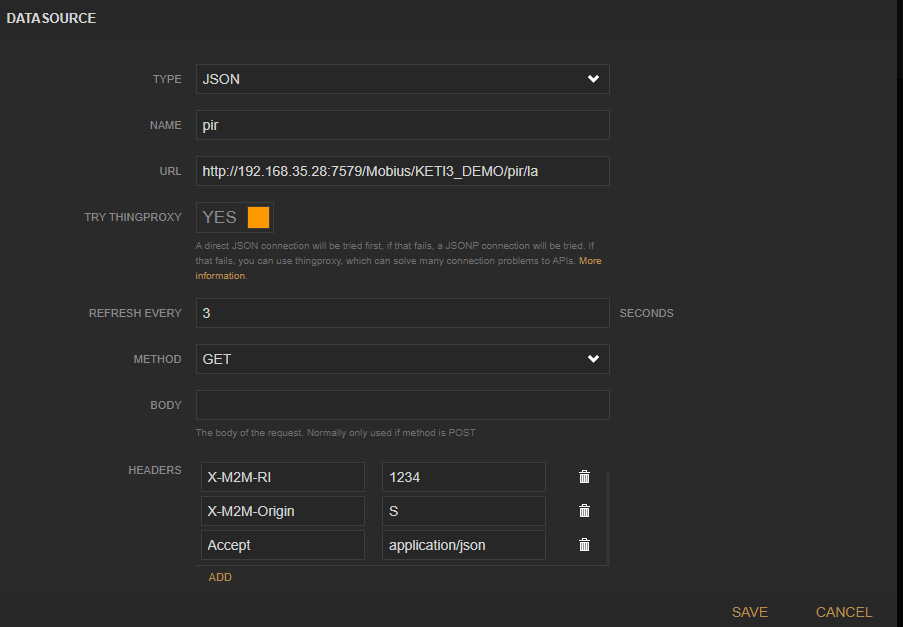 DATASOURCE
TYPE JSON
NAME pir
URL http://192.168.35.28:7579/Mobius/KETI3_DEMO/pir/la
TRY THINGPROXY YES
A direct JSON connection will be tried first, if that fails, a JSONP connection will be tried. If
that fails, you can use thingproxy, which can solve many connection problems to APIs. More
information.
REFRESH EVERY 3 SECONDS
METHOD GET
BODY
The body of the request. Normally only used if method is POST
HEADERS X-M2M-RI 1234
X-M2M-Origin S
Accept application/json
ADD
SAVE CANCEL